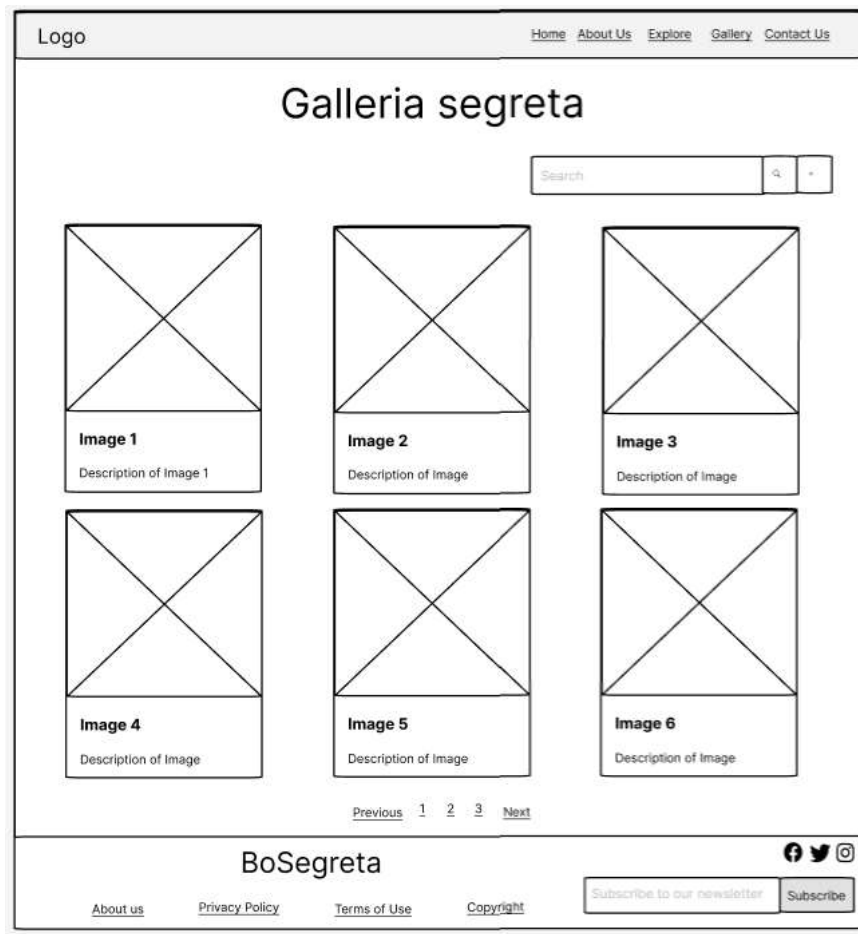 Logo
Home About Us Explore Gallery Contact Us
Galleria segreta
Search
Image 1
Description of Image 1
Image 2
Description of Image
Image 3
Description of Image
Image 4
Description of Image
Image 5
Description of Image
Image 6
Description of Image
Previous 1 2 3 Next
BoSegreta
About us Privacy Policy Terms of Use Copyright
Subscribe to our newsletter Subscribe